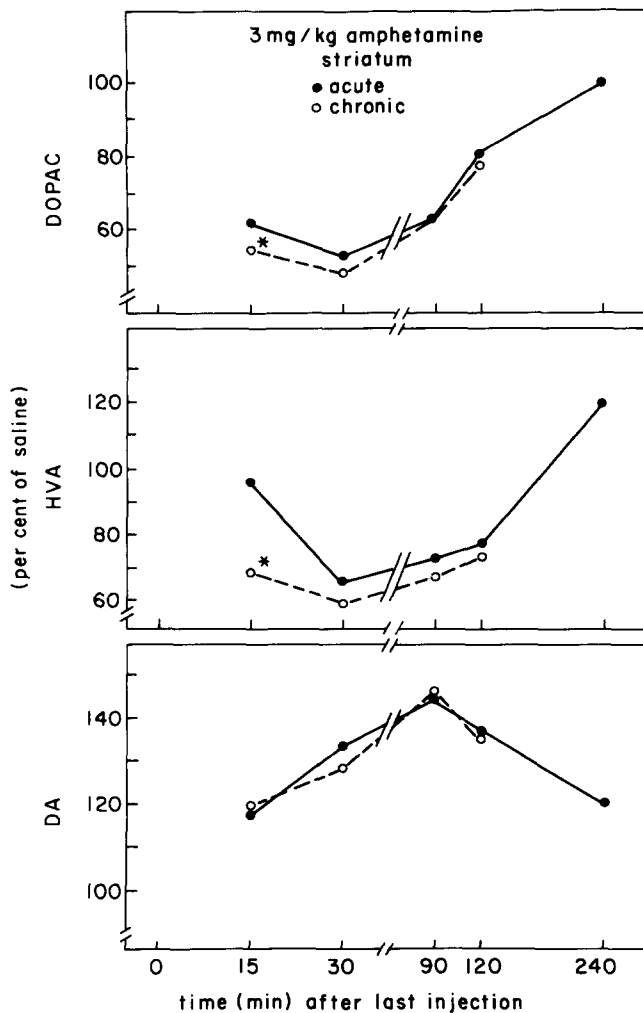 3 mg/kg amphetamine
striatum
● acute
○ chronic
DOPAC
100
80
60
*
(per cent of saline)
HVA
120
100
80
60
*
DA
140
120
100
0 15 30 90 120 240
time (min) after last injection